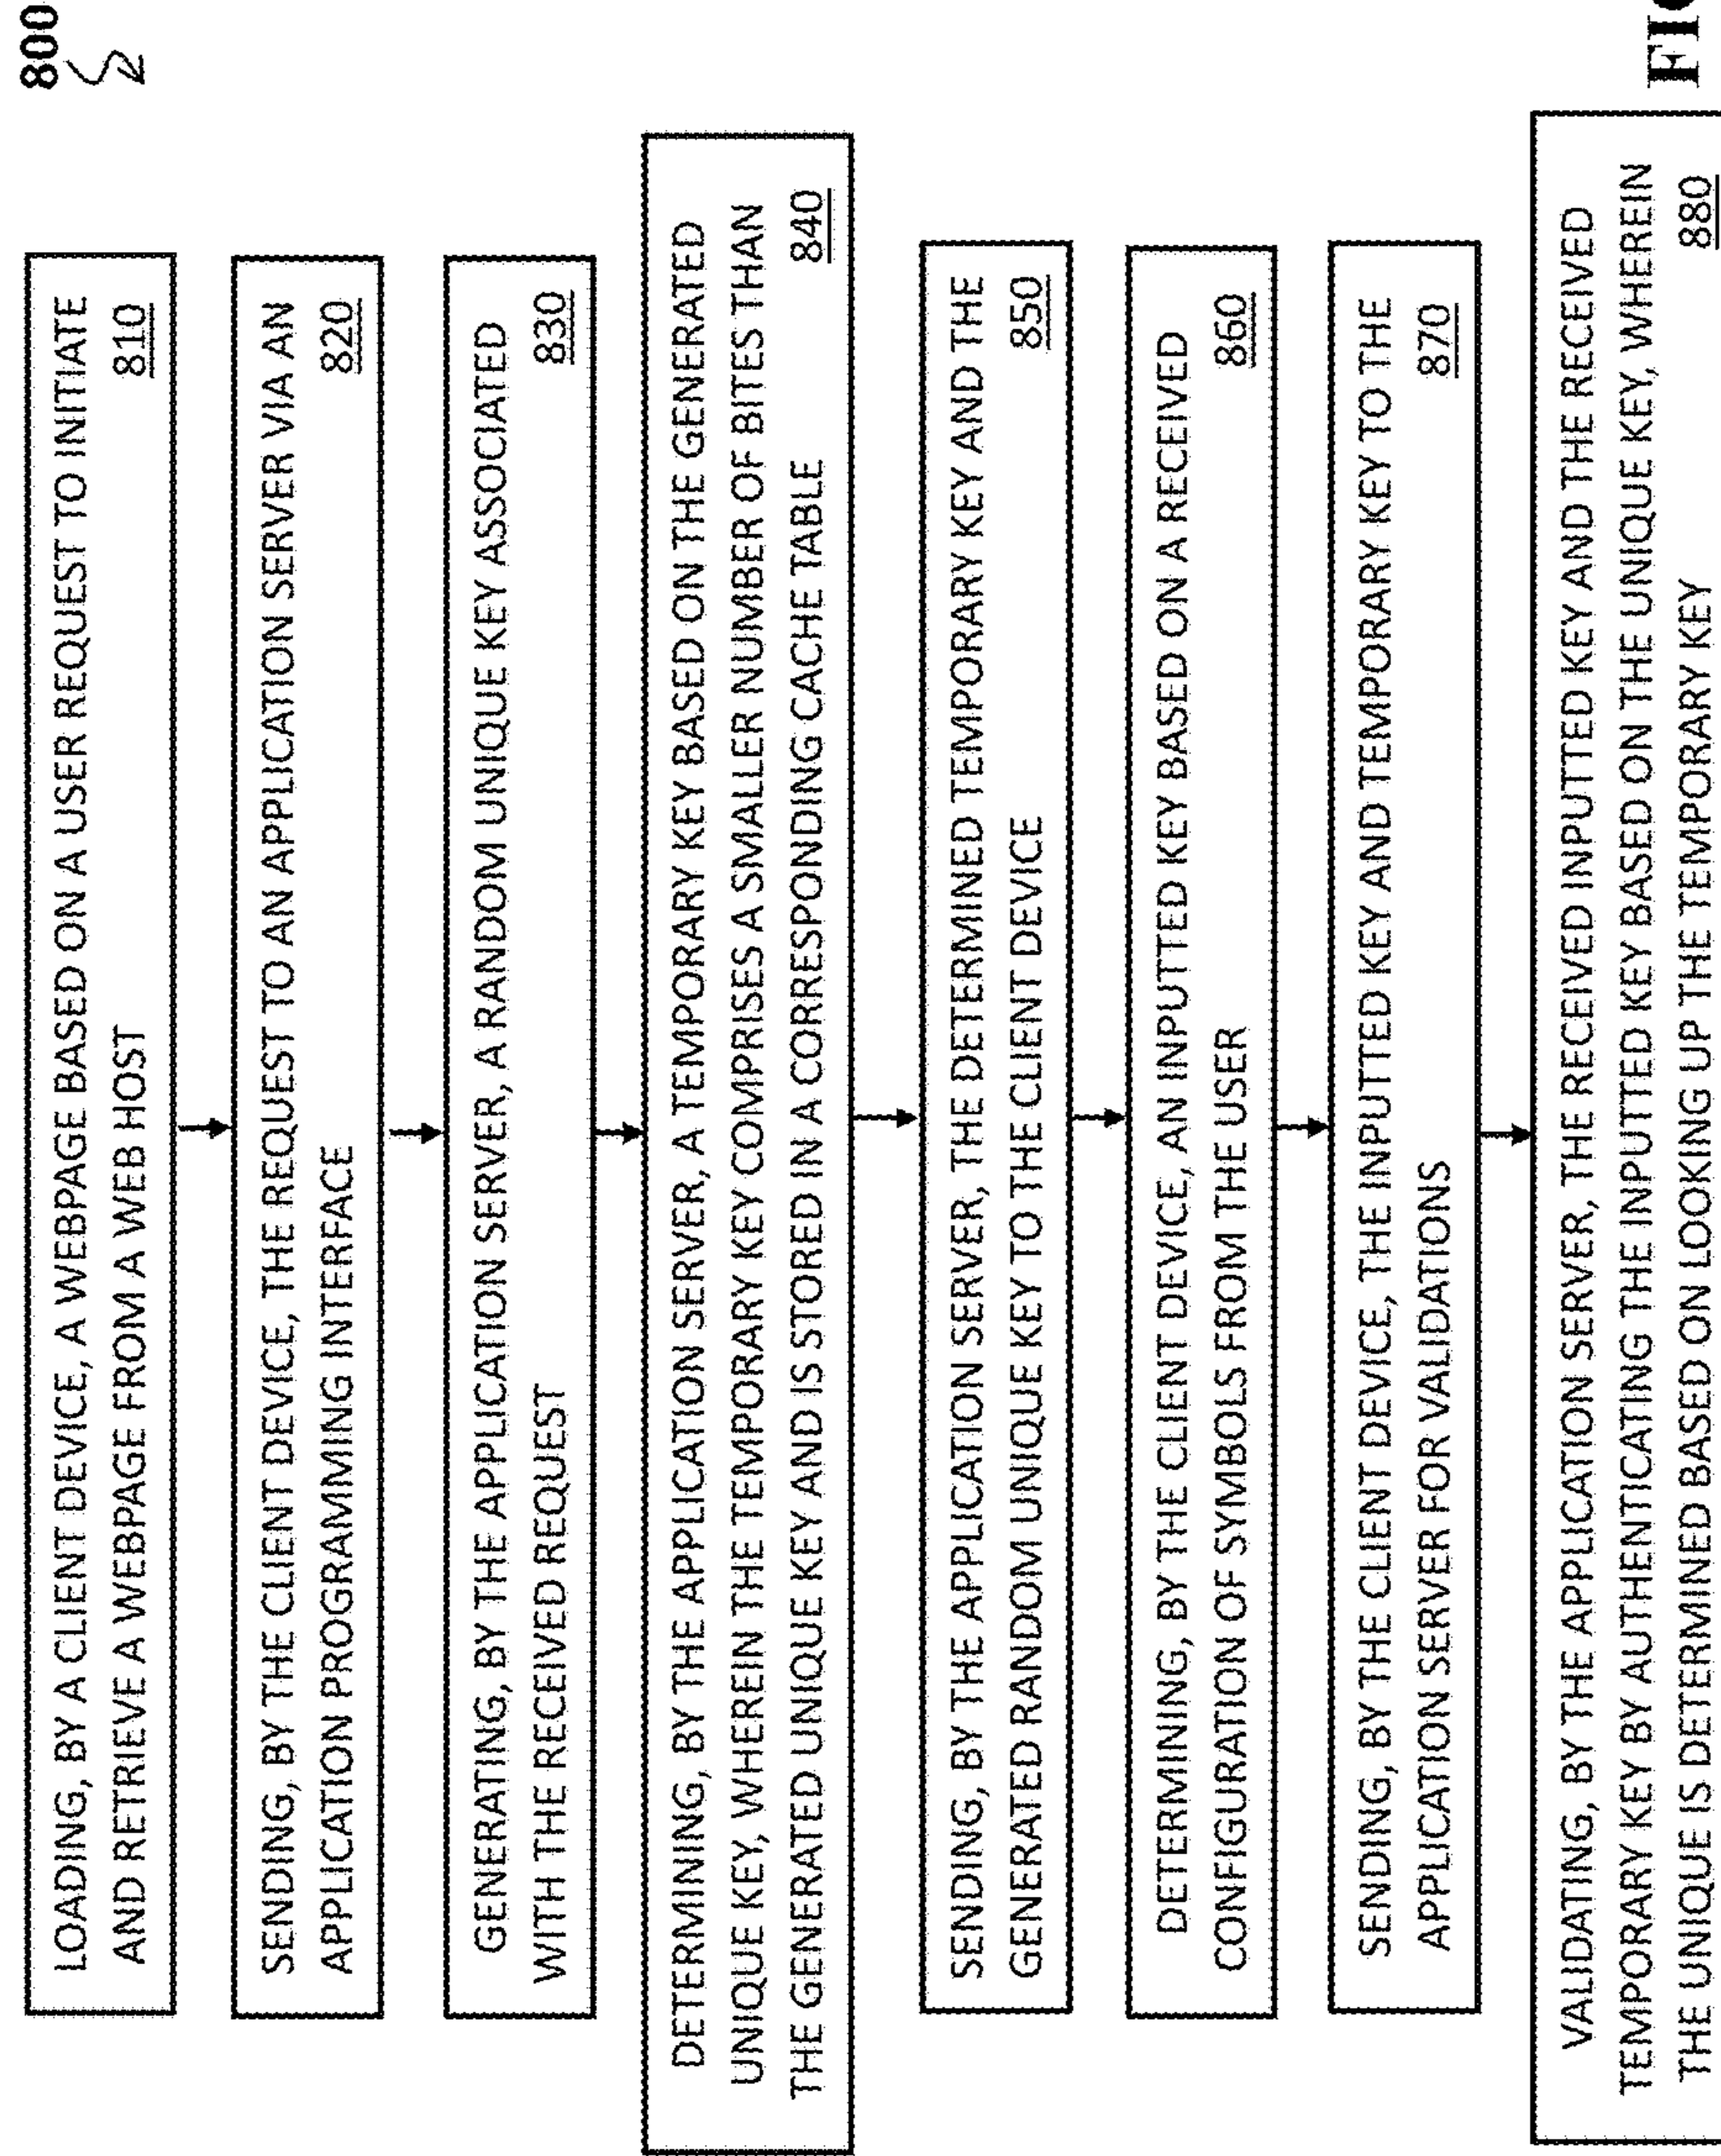 800
LOADING, BY A CLIENT DEVICE, A WEBPAGE BASED ON A USER REQUEST TO INITIATE
AND RETRIEVE A WEBPAGE FROM A WEB HOST 810
SENDING, BY THE CLIENT DEVICE, THE REQUEST TO AN APPLICATION SERVER VIA AN
APPLICATION PROGRAMMING INTERFACE 820
GENERATING, BY THE APPLICATION SERVER, A RANDOM UNIQUE KEY ASSOCIATED
WITH THE RECEIVED REQUEST 830
DETERMINING, BY THE APPLICATION SERVER, A TEMPORARY KEY BASED ON THE GENERATED
UNIQUE KEY, WHEREIN THE TEMPORARY KEY COMPRISES A SMALLER NUMBER OF BITES THAN
THE GENERATED UNIQUE KEY AND IS STORED IN A CORRESPONDING CACHE TABLE 840
SENDING, BY THE APPLICATION SERVER, THE DETERMINED TEMPORARY KEY AND THE
GENERATED RANDOM UNIQUE KEY TO THE CLIENT DEVICE 850
DETERMINING, BY THE CLIENT DEVICE, AN INPUTTED KEY BASED ON A RECEIVED
CONFIGURATION OF SYMBOLS FROM THE USER 860
SENDING, BY THE CLIENT DEVICE, THE INPUTTED KEY AND TEMPORARY KEY TO THE
APPLICATION SERVER FOR VALIDATIONS 870
VALIDATING, BY THE APPLICATION SERVER, THE RECEIVED INPUTTED KEY AND THE RECEIVED
TEMPORARY KEY BY AUTHENTICATING THE INPUTTED KEY BASED ON THE UNIQUE KEY, WHEREIN
THE UNIQUE IS DETERMINED BASED ON LOOKING UP THE TEMPORARY KEY 880